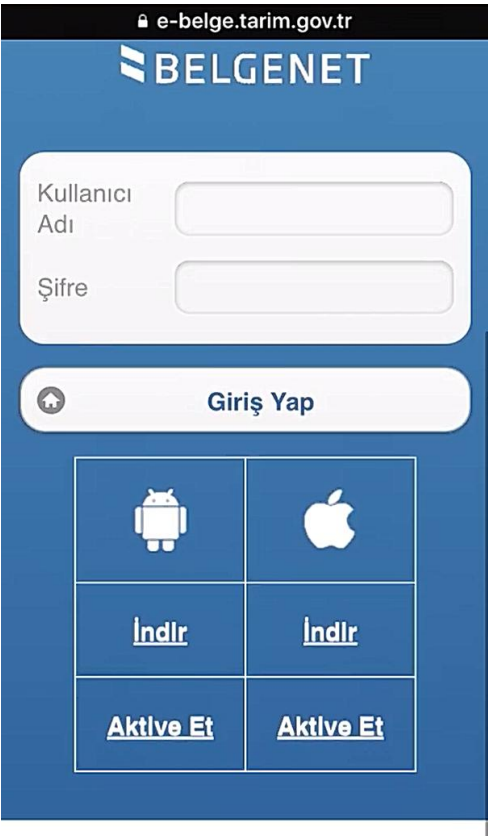 e-belge.tarim.gov.tr
BELGENET
Kullanıcı
Adı
Şifre
Giriş Yap
İndir İndir
Aktive Et Aktive Et